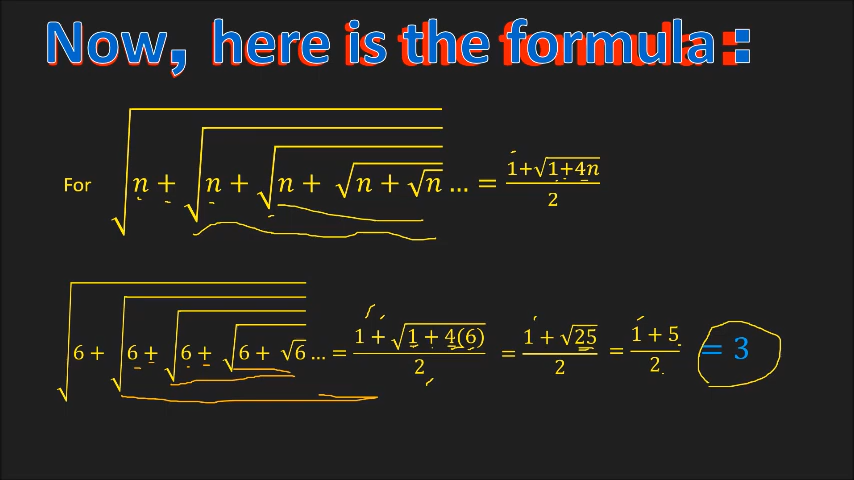 Now, here is the formula:
For √(n + √(n + √(n + √(n + √n)))) ... = (1+√(1+4n))/2
√(6 + √(6 + √(6 + √(6 + √6)))) ... = (1 + √(1 + 4(6)))/2 = (1 + √25)/2 = (1 + 5)/2 = 3